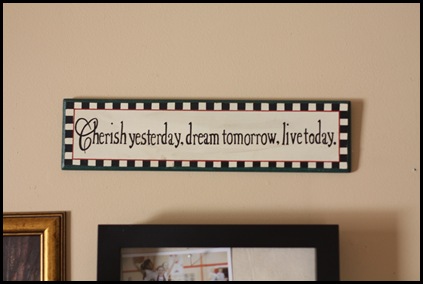 Cherish yesterday. dream tomorrow. live today.